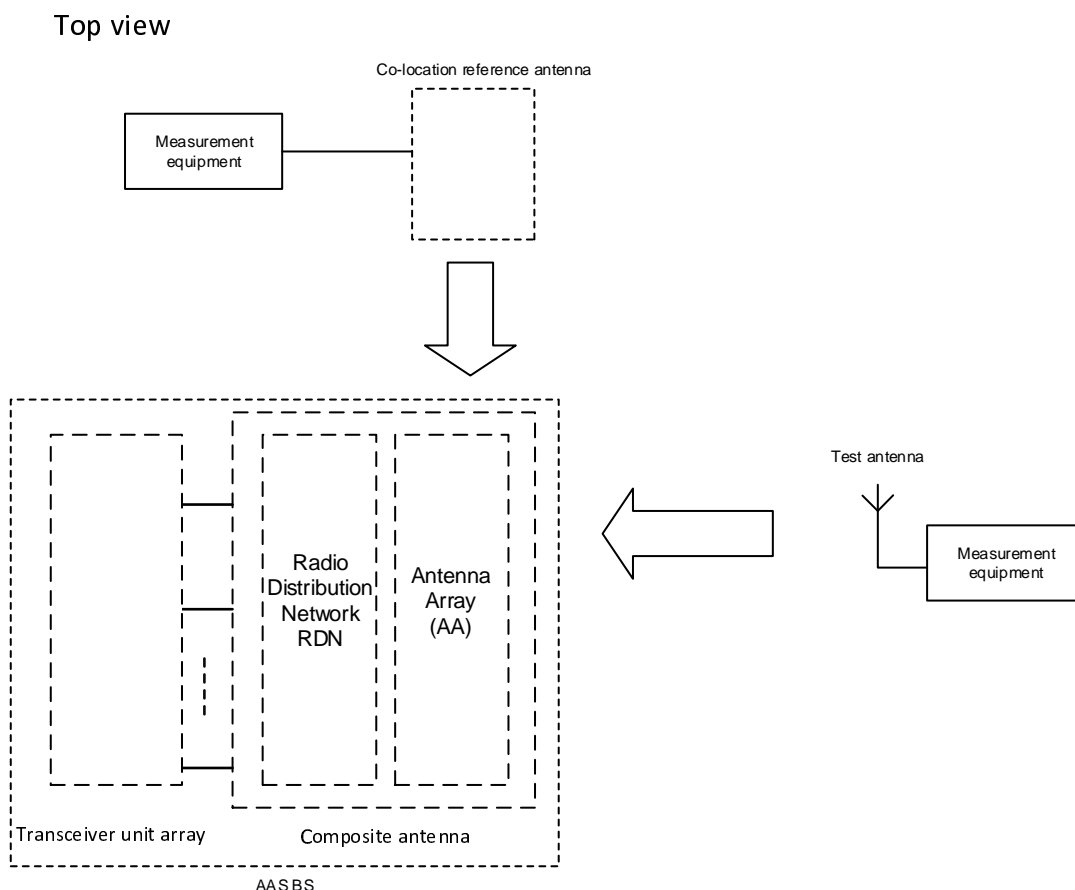 Top view
Co-location reference antenna
Measurement
equipment
Test antenna
Measurement
equipment
Radio
Distribution
Network
RDN
Antenna
Array
(AA)
Transceiver unit array
Composite antenna
AAS BS